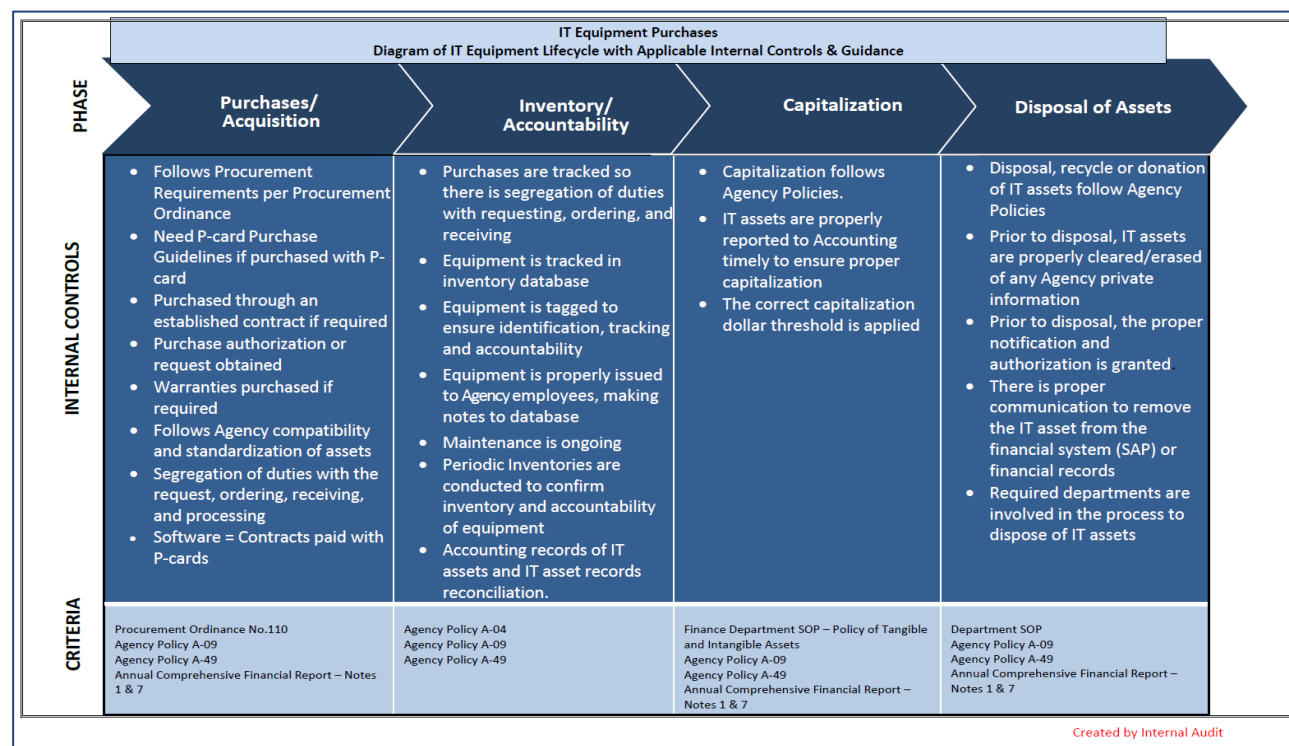 IT Equipment Purchases
Diagram of IT Equipment Lifecycle with Applicable Internal Controls & Guidance
PHASE
Purchases/
Acquisition
Inventory/
Accountability
Capitalization
Disposal of Assets
INTERNAL CONTROLS
• Follows Procurement
Requirements per Procurement
Ordinance
• Need P-card Purchase
Guidelines if purchased with P-
card
• Purchased through an
established contract if required
• Purchase authorization or
request obtained
• Warranties purchased if
required
• Follows Agency compatibility
and standardization of assets
• Segregation of duties with the
request, ordering, receiving,
and processing
• Software = Contracts paid with
P-cards
• Purchases are tracked so
there is segregation of duties
with requesting, ordering, and
receiving
• Equipment is tracked in
inventory database
• Equipment is tagged to
ensure identification, tracking
and accountability
• Equipment is properly issued
to Agency employees, making
notes to database
• Maintenance is ongoing
• Periodic Inventories are
conducted to confirm
inventory and accountability
of equipment
• Accounting records of IT
assets and IT asset records
reconciliation.
• Capitalization follows
Agency Policies.
• IT assets are properly
reported to Accounting
timely to ensure proper
capitalization
• The correct capitalization
dollar threshold is applied
• Disposal, recycle or donation
of IT assets follow Agency
Policies
• Prior to disposal, IT assets
are properly cleared/erased
of any Agency private
information
• Prior to disposal, the proper
notification and
authorization is granted.
• There is proper
communication to remove
the IT asset from the
financial system (SAP) or
financial records
• Required departments are
involved in the process to
dispose of IT assets
CRITERIA
Procurement Ordinance No.110
Agency Policy A-09
Agency Policy A-49
Annual Comprehensive Financial Report – Notes
1 & 7
Agency Policy A-04
Agency Policy A-09
Agency Policy A-49
Finance Department SOP – Policy of Tangible
and Intangible Assets
Agency Policy A-09
Agency Policy A-49
Annual Comprehensive Financial Report –
Notes 1 & 7
Department SOP
Agency Policy A-09
Agency Policy A-49
Annual Comprehensive Financial Report –
Notes 1 & 7
Created by Internal Audit